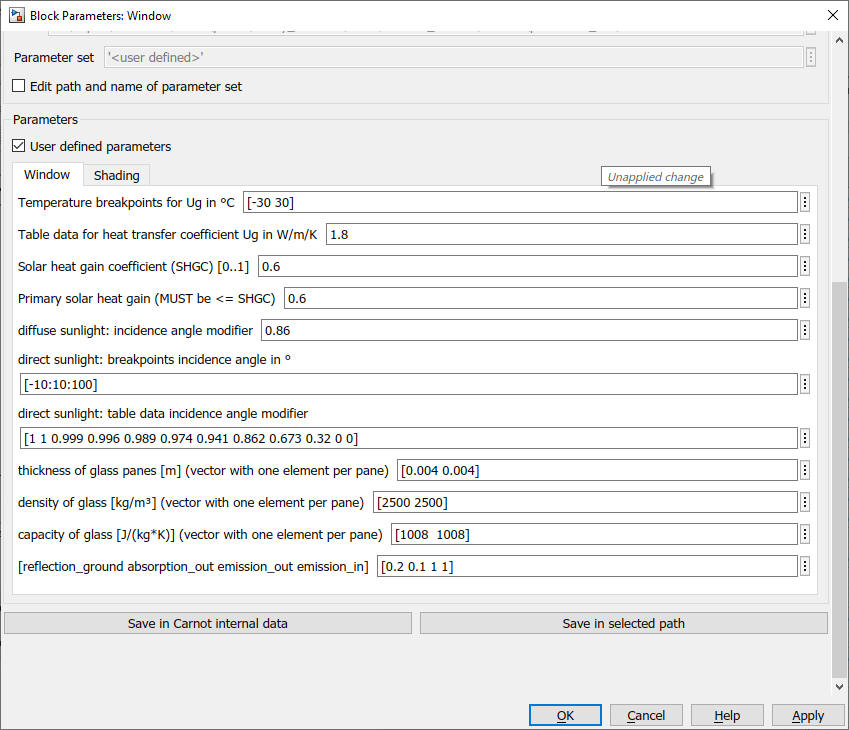 Block Parameters: Window
Parameter set '<user defined>'
Edit path and name of parameter set
Parameters
User defined parameters
Window Shading
Unapplied change
Temperature breakpoints for Ug in ºC [-30 30]
Table data for heat transfer coefficient Ug in W/m/K 1.8
Solar heat gain coefficient (SHGC) [0..1] 0.6
Primary solar heat gain (MUST be <= SHGC) 0.6
diffuse sunlight: incidence angle modifier 0.86
direct sunlight: breakpoints incidence angle in º
[-10:10:100]
direct sunlight: table data incidence angle modifier
[1 1 0.999 0.996 0.989 0.974 0.941 0.862 0.673 0.32 0 0]
thickness of glass panes [m] (vector with one element per pane) [0.004 0.004]
density of glass [kg/m³] (vector with one element per pane) [2500 2500]
capacity of glass [J/(kg*K)] (vector with one element per pane) [1008  1008]
[reflection_ground absorption_out emission_out emission_in] [0.2 0.1 1 1]
Save in Carnot internal data Save in selected path
OK Cancel Help Apply